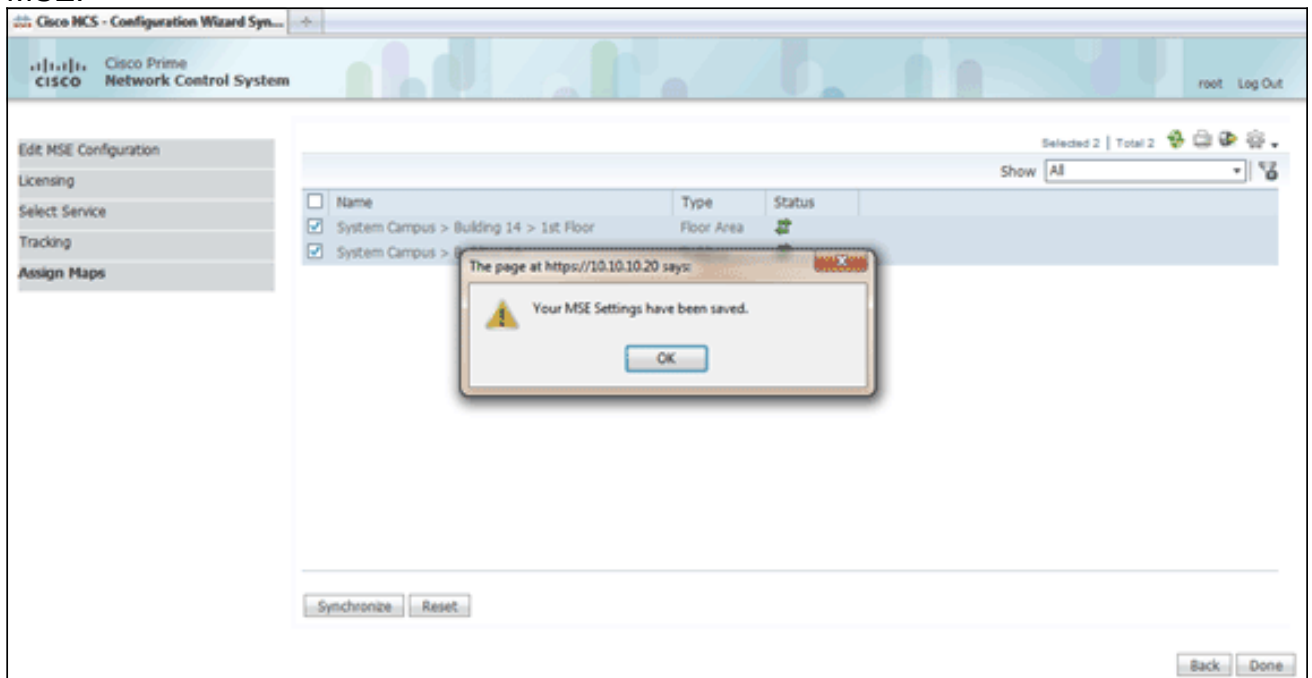 MSE.
Cisco NCS - Configuration Wizard Syn...
CISCO
Cisco Prime
Network Control System
root Log Out
Edit MSE Configuration
Licensing
Select Service
Tracking
Assign Maps
Selected 2 | Total 2
Show All
Name Type Status
System Campus > Building 14 > 1st Floor Floor Area
System Campus >
The page at https://10.10.10.20 says:
Your MSE Settings have been saved.
OK
Synchronize Reset
Back Done